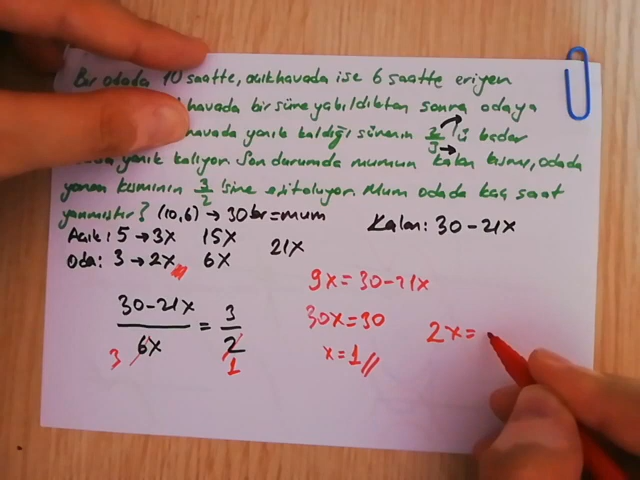 Bir odada 10 saatte, açıkhavada ise 6 saatte eriyen
havada bir süre yakıldıktan sonra odaya
havada yanık kaldığı sürenin 2/3 ü kadar
yanık kalıyor. Son durumda mumun kalan kısmı, odada
yanan kısmının 3/2 'sine eşit oluyor. Mum odada kaç saat
yanmıştır? (10,6) → 30 br = mum
Kalan: 30 - 21x
Açık: 5 → 3x 15x
21x
Oda: 3 → 2x 6x
30-21x / 6x = 3 / 2
3 1
9x = 30 - 21x
30x = 30
x = 1
2x =